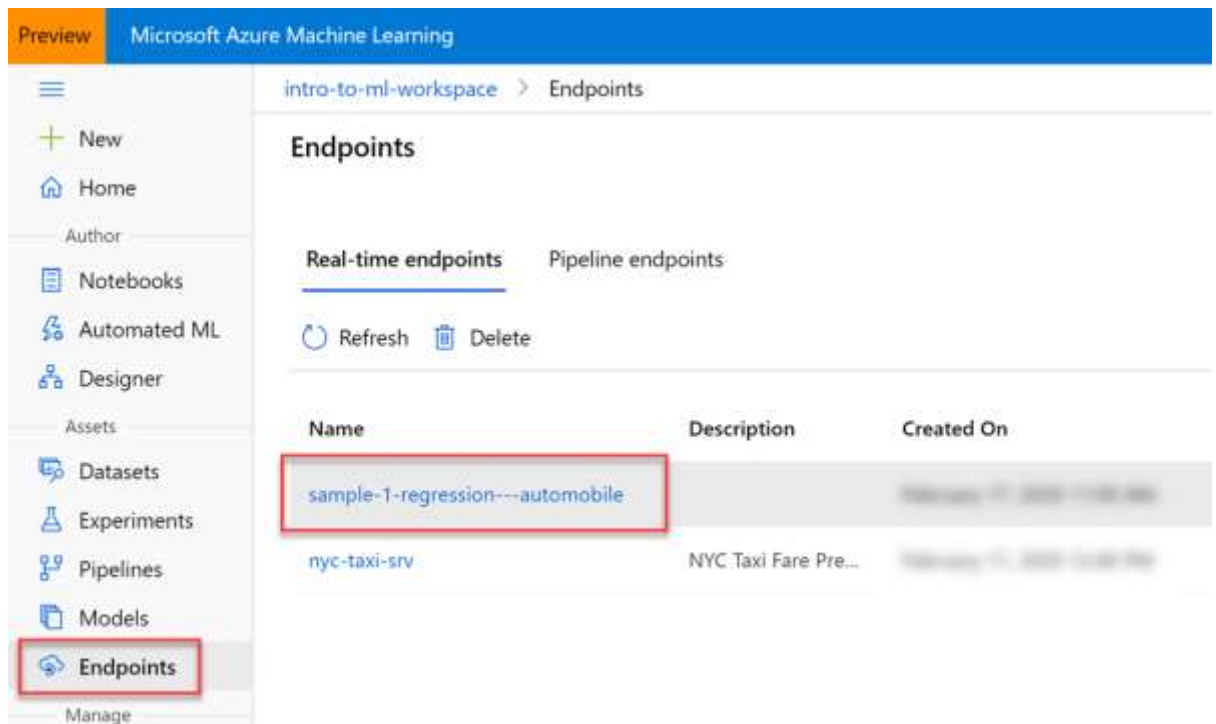 Preview Microsoft Azure Machine Learning
intro-to-ml-workspace > Endpoints
New
Home
Author
Notebooks
Automated ML
Designer
Assets
Datasets
Experiments
Pipelines
Models
Endpoints
Manage
Endpoints
Real-time endpoints Pipeline endpoints
Refresh Delete
Name Description Created On
sample-1-regression---automobile
nyc-taxi-srv NYC Taxi Fare Pre...